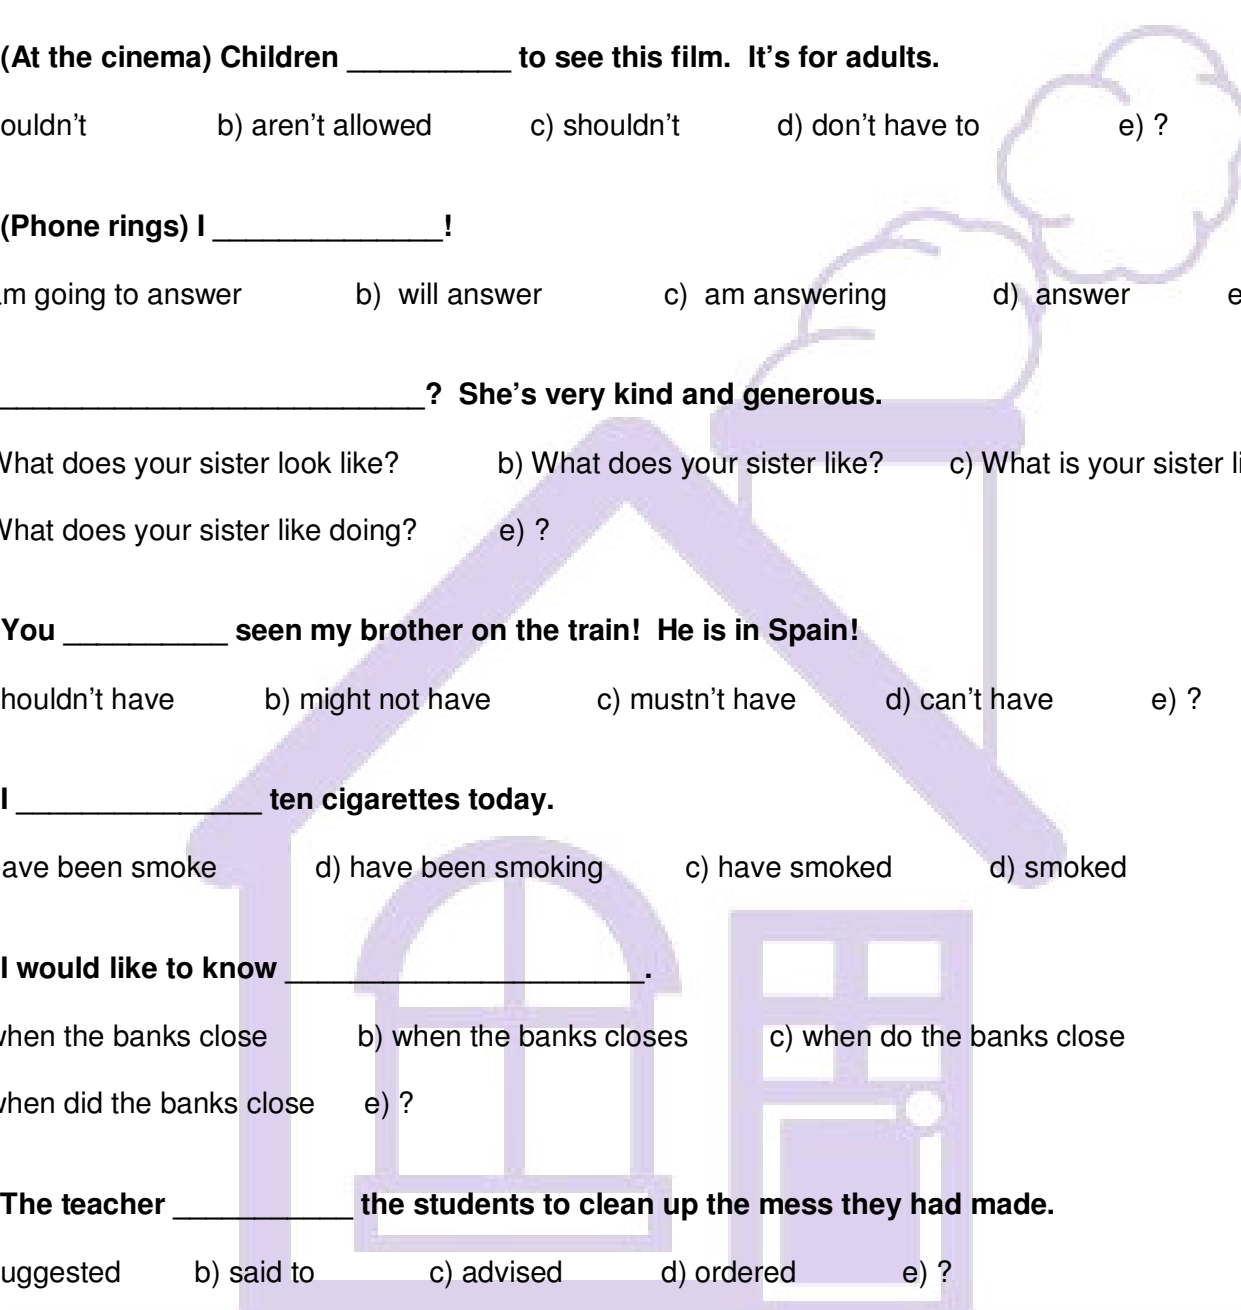 (At the cinema) Children __________ to see this film. It’s for adults.
ouldn’t b) aren’t allowed c) shouldn’t d) don’t have to e) ?
(Phone rings) I ______________!
m going to answer b) will answer c) am answering d) answer e
__________________________? She’s very kind and generous.
What does your sister look like? b) What does your sister like? c) What is your sister li
What does your sister like doing? e) ?
You __________ seen my brother on the train! He is in Spain!
houldn’t have b) might not have c) mustn’t have d) can’t have e) ?
I _______________ ten cigarettes today.
ave been smoke d) have been smoking c) have smoked d) smoked
I would like to know ______________________.
when the banks close b) when the banks closes c) when do the banks close
when did the banks close e) ?
The teacher ___________ the students to clean up the mess they had made.
uggested b) said to c) advised d) ordered e) ?